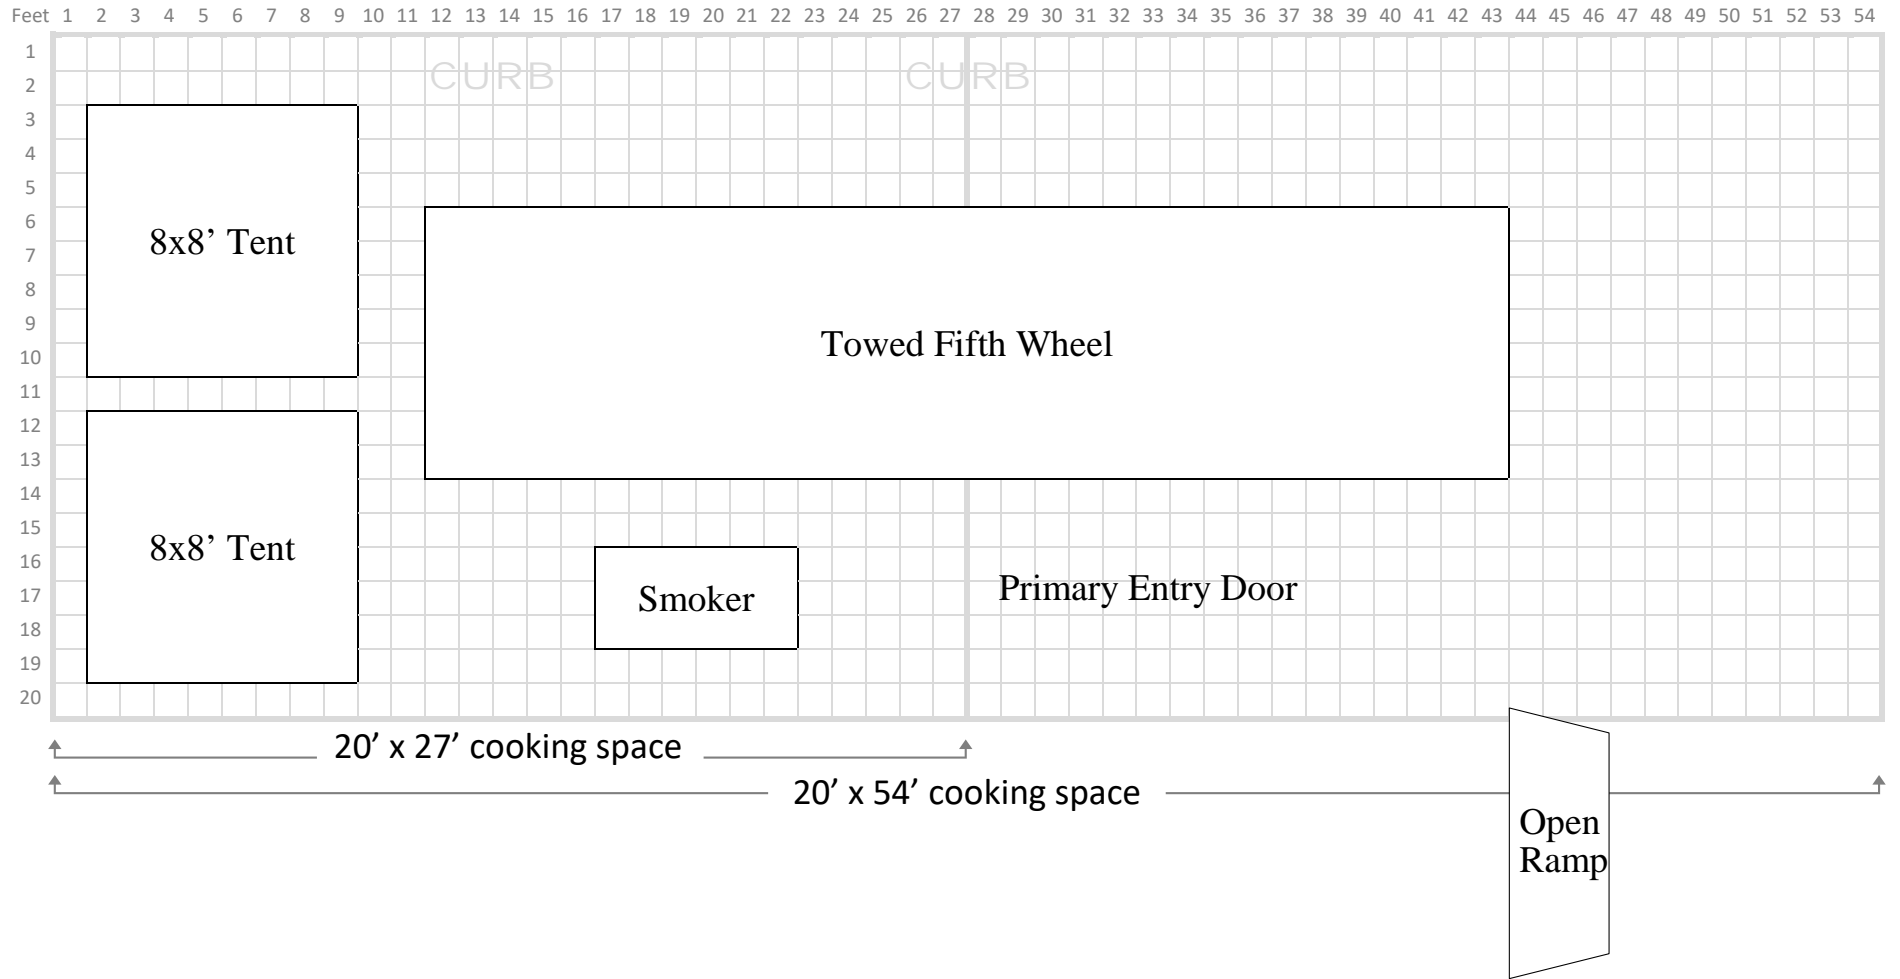 Feet 1 2 3 4 5 6 7 8 9 10 11 12 13 14 15 16 17 18 19 20 21 22 23 24 25 26 27 28 29 30 31 32 33 34 35 36 37 38 39 40 41 42 43 44 45 46 47 48 49 50 51 52 53 54
1
CURB CURB
2
3
4
5
6
8x8’ Tent
7
8
9
Towed Fifth Wheel
10
11
12
13
14
15
8x8’ Tent
16
Primary Entry Door
17
Smoker
18
19
20
20’ x 27’ cooking space
20’ x 54’ cooking space
Open
Ramp